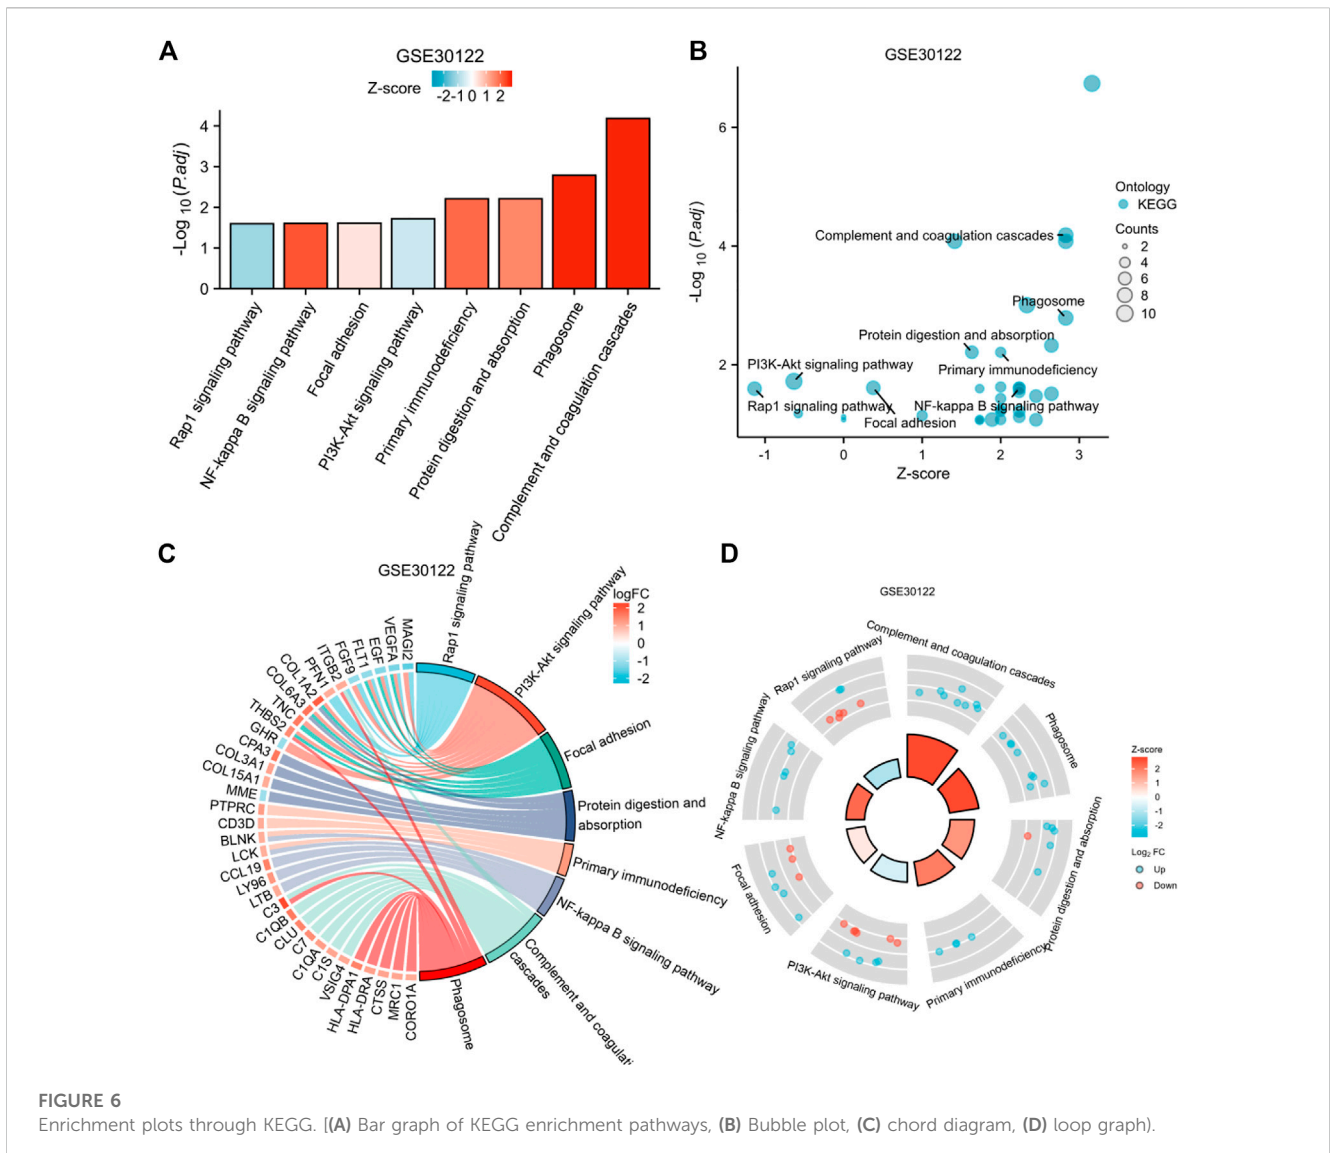 A
GSE30122
Z-score
-2 -1 0 1 2
-Log 10 (P.adj)
4
3
2
1
0
Rap1 signaling pathway
NF-kappa B signaling pathway
Focal adhesion
PI3K-Akt signaling pathway
Primary immunodeficiency
Protein digestion and absorption
Phagosome
Complement and coagulation cascades
B
GSE30122
-Log 10 (P.adj)
6
4
2
Complement and coagulation cascades
Phagosome
Protein digestion and absorption
PI3K-Akt signaling pathway
Primary immunodeficiency
Rap1 signaling pathway
NF-kappa B signaling pathway
Focal adhesion
-1 0 1 2 3
Z-score
Ontology
KEGG
Counts
2
4
6
8
10
C
GSE30122
logFC
2
1
0
-1
-2
MAGI2
VEGFA
EGF
FLT1
FGF9
ITGB2
PFN1
COL1A2
COL6A3
TNC
THBS2
GHR
CPA3
COL3A1
COL15A1
MME
PTPRC
CD3D
BLNK
LCK
CCL19
LY96
LTB
C3
C1QB
CLU
C7
C1QA
C1S
VSIG4
HLA-DPA1
HLA-DRA
CTSS
MRC1
CORO1A
Rap1 signaling pathway
PI3K-Akt signaling pathway
Focal adhesion
Protein digestion and
absorption
Primary immunodeficiency
NF-kappa B signaling pathway
Complement and coagulati
cascades
Phagosome
D
GSE30122
Complement and coagulation cascades
Phagosome
Protein digestion and absorption
Primary immunodeficiency
PI3K-Akt signaling pathway
Focal adhesion
NF-kappa B signaling pathway
Rap1 signaling pathway
Z-score
2
1
0
-1
-2
Log2 FC
Up
Down
FIGURE 6
Enrichment plots through KEGG. [(A) Bar graph of KEGG enrichment pathways, (B) Bubble plot, (C) chord diagram, (D) loop graph).